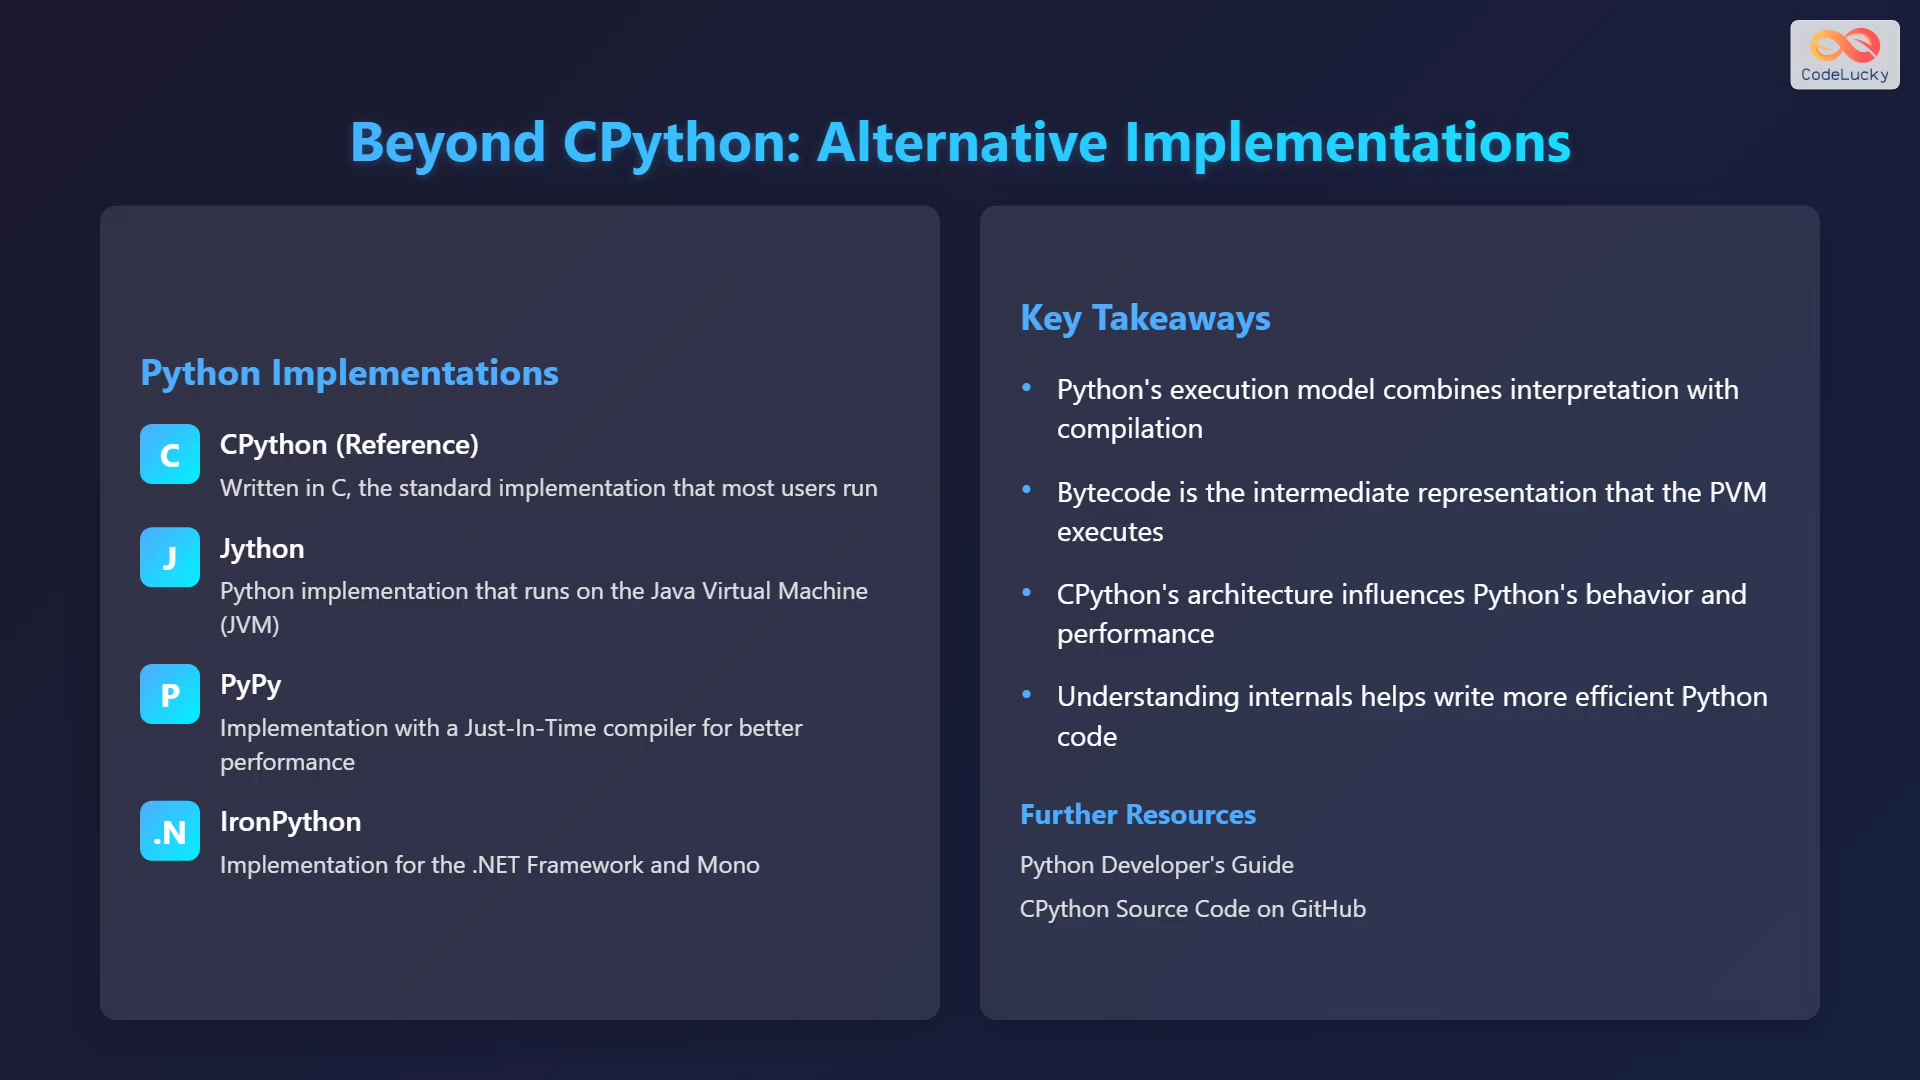 CodeLucky
Beyond CPython: Alternative Implementations
Python Implementations
C
CPython (Reference)
Written in C, the standard implementation that most users run
J
Jython
Python implementation that runs on the Java Virtual Machine
(JVM)
P
PyPy
Implementation with a Just-In-Time compiler for better
performance
.N
IronPython
Implementation for the .NET Framework and Mono
Key Takeaways
• Python's execution model combines interpretation with
compilation
• Bytecode is the intermediate representation that the PVM
executes
• CPython's architecture influences Python's behavior and
performance
• Understanding internals helps write more efficient Python
code
Further Resources
Python Developer's Guide
CPython Source Code on GitHub